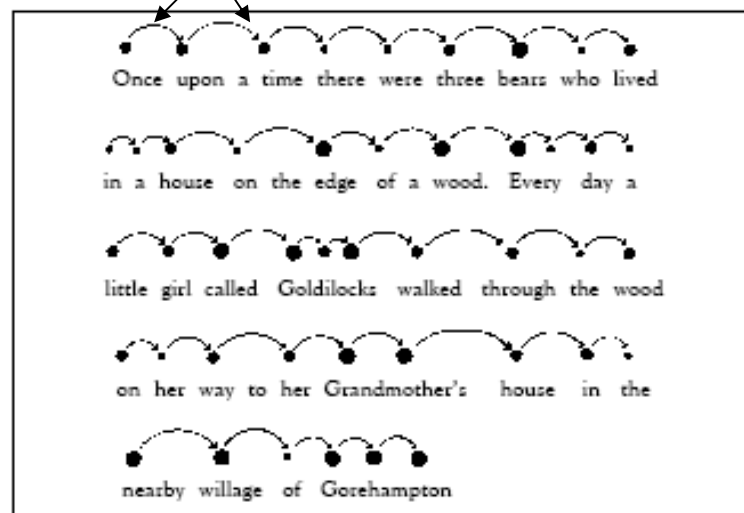 Once upon a time there were three bears who lived
in a house on the edge of a wood. Every day a
little girl called Goldilocks walked through the wood
on her way to her Grandmother's house in the
nearby willage of Gorehampton